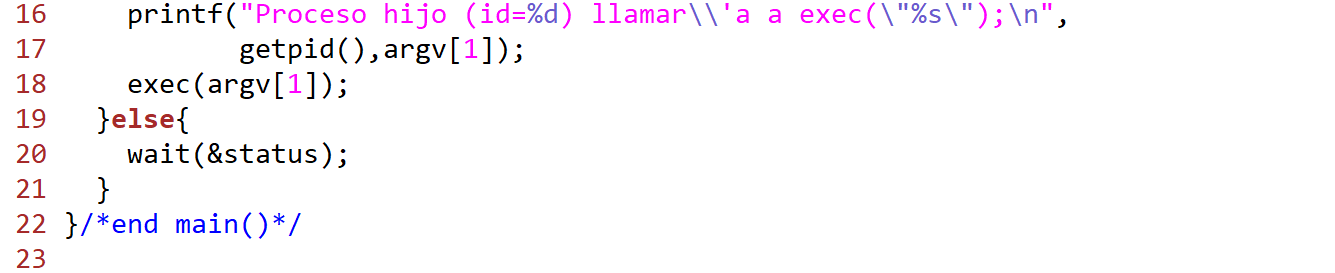 16     printf("Proceso hijo (id=%d) llamar\\'a a exec(\"%s\");\n",
17            getpid(),argv[1]);
18     exec(argv[1]);
19   }else{
20     wait(&status);
21   }
22 }/*end main()*/
23